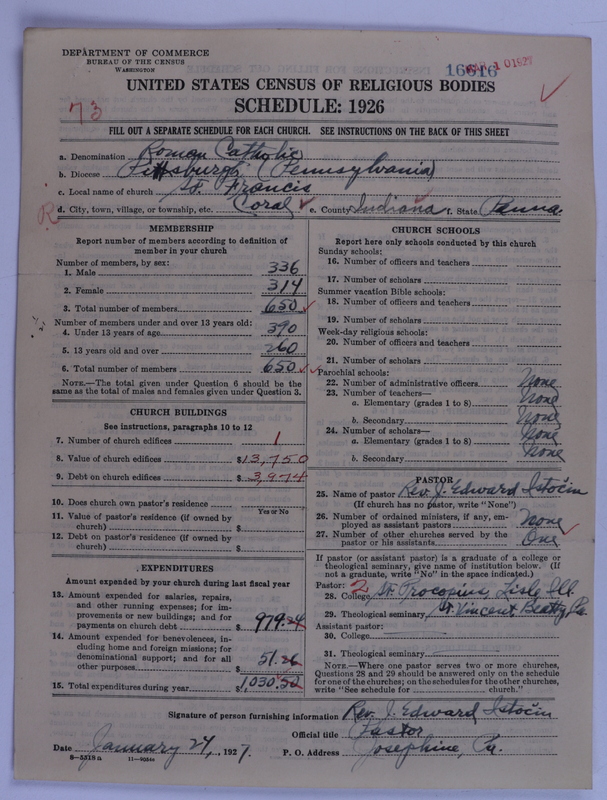 DEPARTMENT OF COMMERCE
BUREAU OF THE CENSUS
WASHINGTON
16616
MAR 10 1927
UNITED STATES CENSUS OF RELIGIOUS BODIES
SCHEDULE: 1926
73
FILL OUT A SEPARATE SCHEDULE FOR EACH CHURCH. SEE INSTRUCTIONS ON THE BACK OF THIS SHEET
a. Denomination Roman Catholic
b. Diocese Pittsburgh (Pennsylvania)
c. Local name of church St. Francis
R
d. City, town, village, or township, etc. Coral e. County Indiana f. State Penna.
MEMBERSHIP
Report number of members according to definition of
member in your church
Number of members, by sex:
1. Male 336
2. Female 314
3. Total number of members 650
Number of members under and over 13 years old:
4. Under 13 years of age 390
5. 13 years old and over 260
6. Total number of members 650
NOTE.—The total given under Question 6 should be the
same as the total of males and females given under Question 3.
CHURCH BUILDINGS
See instructions, paragraphs 10 to 12
7. Number of church edifices 1
8. Value of church edifices $13,750
9. Debt on church edifices $3,974
10. Does church own pastor's residence
Yes or No
11. Value of pastor's residence (if owned by
church) $
12. Debt on pastor's residence (if owned by
church) $
EXPENDITURES
Amount expended by your church during last fiscal year
13. Amount expended for salaries, repairs,
and other running expenses; for im-
provements or new buildings; and for
payments on church debt $979.24
14. Amount expended for benevolences, in-
cluding home and foreign missions; for
denominational support; and for all
other purposes 51.26
15. Total expenditures during year $1030.50
CHURCH SCHOOLS
Report here only schools conducted by this church
Sunday schools:
16. Number of officers and teachers
17. Number of scholars
Summer vacation Bible schools:
18. Number of officers and teachers
19. Number of scholars
Week-day religious schools:
20. Number of officers and teachers
21. Number of scholars
Parochial schools:
22. Number of administrative officers None
23. Number of teachers—
a. Elementary (grades 1 to 8) None
b. Secondary None
24. Number of scholars—
a. Elementary (grades 1 to 8) None
b. Secondary None
PASTOR
25. Name of pastor Rev. J. Edward Istočin
(If church has no pastor, write "None")
26. Number of ordained ministers, if any, em-
ployed as assistant pastors None
27. Number of other churches served by the
pastor or his assistants One
If pastor (or assistant pastor) is a graduate of a college or
theological seminary, give name of institution below. (If
not a graduate, write "No" in the space indicated.)
Pastor: 2
28. College St. Procopius, Lisle, Ill.
29. Theological seminary St. Vincent Beatty, Pa.
Assistant pastor:
30. College
31. Theological seminary
NOTE.—Where one pastor serves two or more churches,
Questions 28 and 29 should be answered only on the schedule
for one of the churches; on the schedules for the other churches,
write "See schedule for church."
Signature of person furnishing information Rev. J. Edward Istočin
Official title Pastor
Date January 24, 1927. P. O. Address Josephine, Pa.
8—5318a